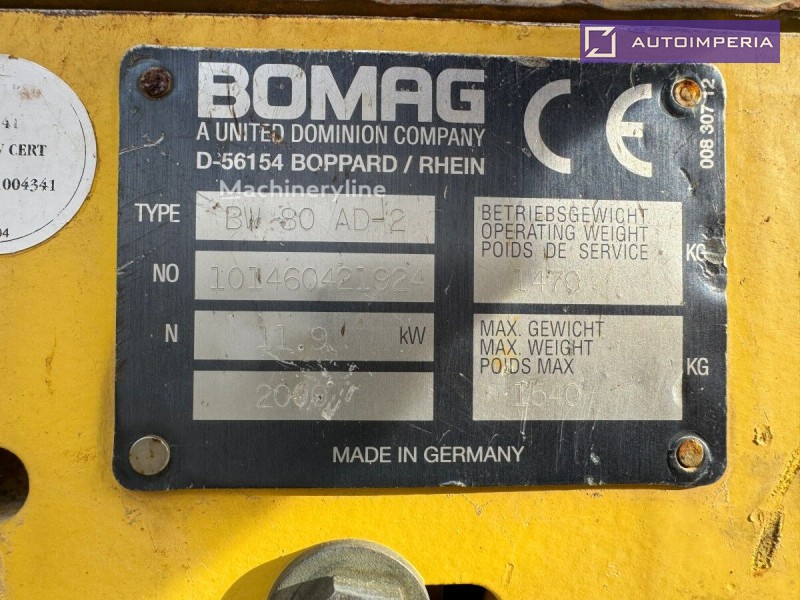 AUTOIMPERIA
BOMAG
A UNITED DOMINION COMPANY
D-56154 BOPPARD / RHEIN
CE
008 307 12
Machineryline
TYPE BW 80 AD-2
NO 101460421924
N 11.9 kW
BETRIEBSGEWICHT
OPERATING WEIGHT
POIDS DE SERVICE KG
1470
MAX. GEWICHT
MAX. WEIGHT
POIDS MAX KG
1640
MADE IN GERMANY
41
CERT
004341